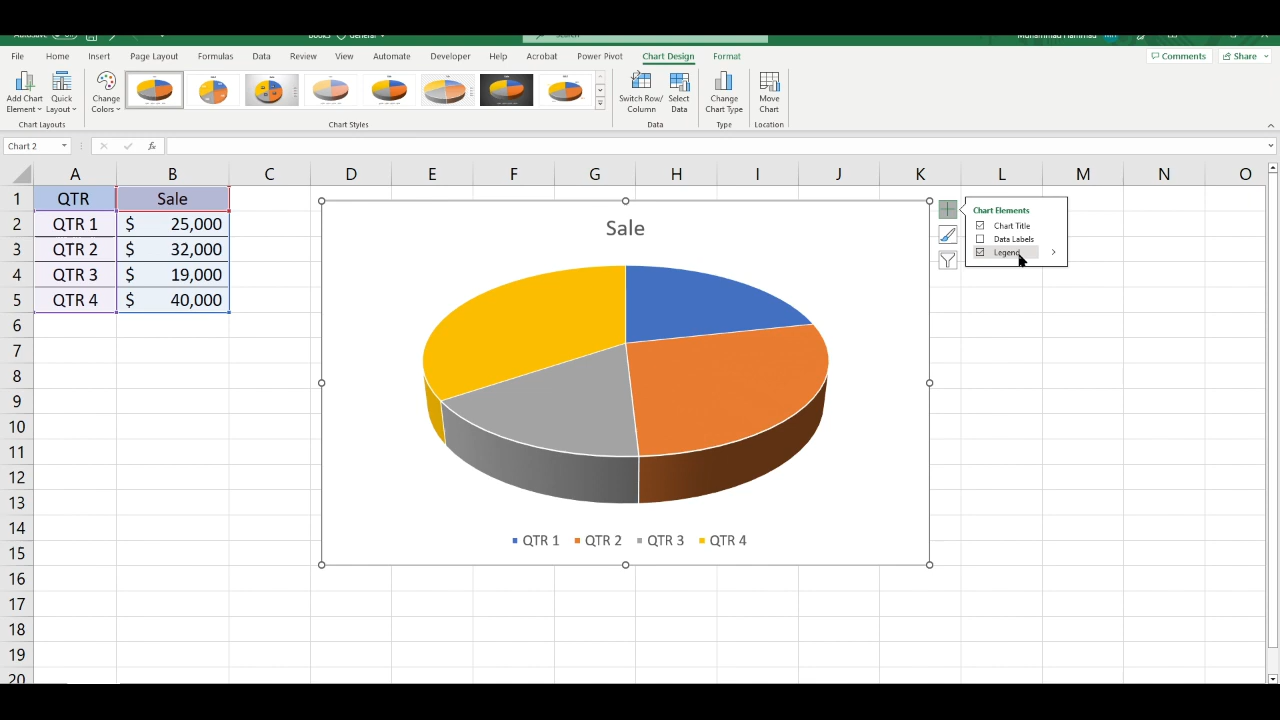 File Home Insert Page Layout Formulas Data Review View Automate Developer Help Acrobat Power Pivot Chart Design Format Comments Share
Add Chart Element
Quick Layout
Change Colors
Switch Row/ Column
Select Data
Change Chart Type
Move Chart
Chart Layouts Chart Styles Data Type Location
Chart 2 fx
A B C D E F G H I J K L M N O
1 QTR Sale
2 QTR 1 $ 25,000
3 QTR 2 $ 32,000
4 QTR 3 $ 19,000
5 QTR 4 $ 40,000
6
7
8
9
10
11
12
13
14
15
16
17
18
19
20
Sale
QTR 1 QTR 2 QTR 3 QTR 4
Chart Elements
Chart Title
Data Labels
Legend